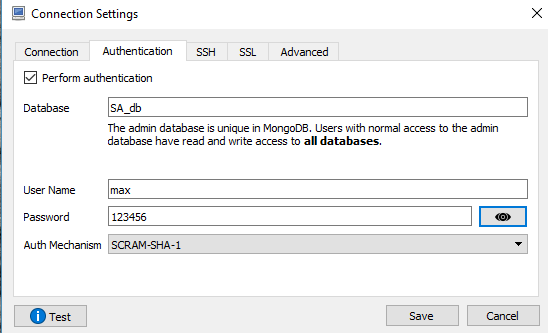 Connection Settings
Connection Authentication SSH SSL Advanced
Perform authentication
Database SA_db
The admin database is unique in MongoDB. Users with normal access to the admin
database have read and write access to all databases.
User Name max
Password 123456
Auth Mechanism SCRAM-SHA-1
Test Save Cancel